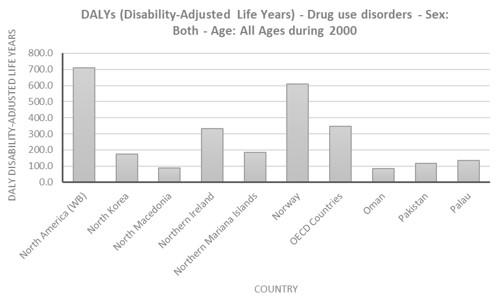 DALYs (Disability-Adjusted Life Years) - Drug use disorders - Sex:
Both - Age: All Ages during 2000
DALY DISABILITY-ADJUSTED LIFE YEARS
800.0
700.0
600.0
500.0
400.0
300.0
200.0
100.0
0.0
North America (WB)
North Korea
North Macedonia
Northern Ireland
Northern Mariana Islands
Norway
OECD Countries
Oman
Pakistan
Palau
COUNTRY